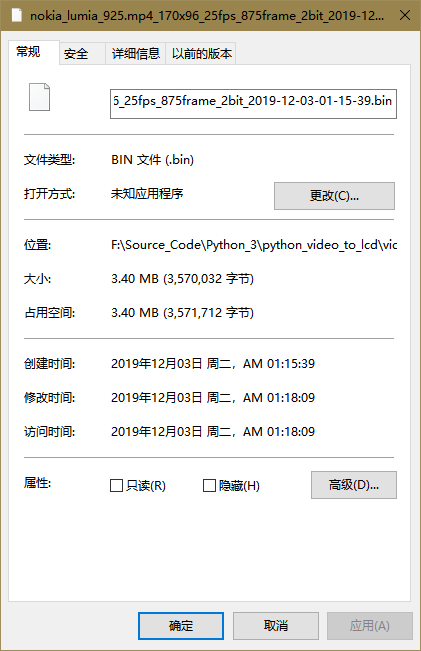 nokia_lumia_925.mp4_170x96_25fps_875frame_2bit_2019-12...
常规 安全 详细信息 以前的版本
6_25fps_875frame_2bit_2019-12-03-01-15-39.bin
文件类型: BIN 文件 (.bin)
打开方式: 未知应用程序 更改(C)...
位置: F:\Source_Code\Python_3\python_video_to_lcd\vic
大小: 3.40 MB (3,570,032 字节)
占用空间: 3.40 MB (3,571,712 字节)
创建时间: 2019年12月03日 周二，AM 01:15:39
修改时间: 2019年12月03日 周二，AM 01:18:09
访问时间: 2019年12月03日 周二，AM 01:18:09
属性: 只读(R) 隐藏(H) 高级(D)...
确定 取消 应用(A)